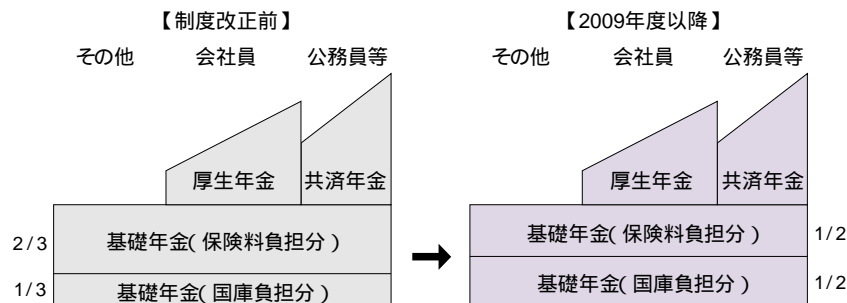 【制度改正前】
その他 会社員 公務員等
厚生年金 共済年金
2/3 基礎年金(保険料負担分)
1/3 基礎年金(国庫負担分)
【2009年度以降】
その他 会社員 公務員等
厚生年金 共済年金
基礎年金(保険料負担分) 1/2
基礎年金(国庫負担分) 1/2